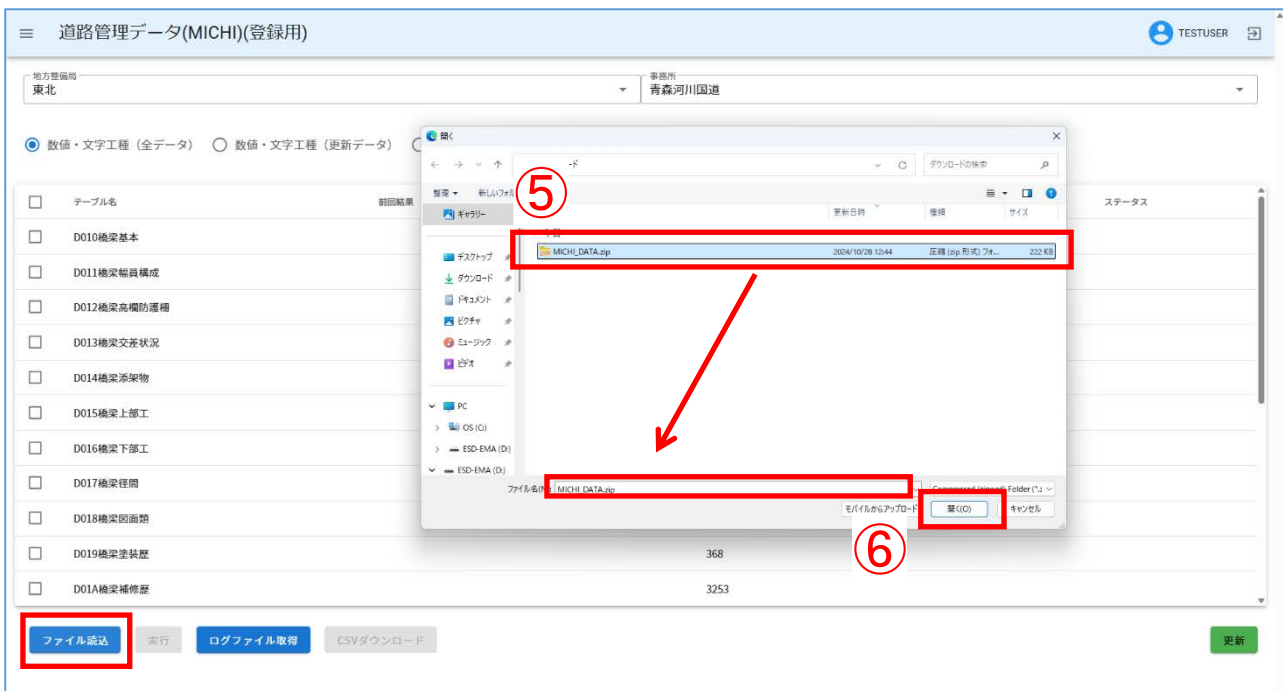 道路管理データ(MICHI)(登録用)
TESTUSER
地方整備局
東北
事務所
青森河川国道
数値・文字工種（全データ）
数値・文字工種（更新データ）
テーブル名
前回結果
ステータス
D010橋梁基本
D011橋梁幅員構成
D012橋梁高欄防護柵
D013橋梁交差状況
D014橋梁添架物
D015橋梁上部工
D016橋梁下部工
D017橋梁径間
D018橋梁図面類
D019橋梁塗装歴
368
D01A橋梁補修歴
3253
開く
ダウンロードの検索
整理
⑤
ギャラリー
更新日時
種類
サイズ
MICHI_DATA.zip
2024/10/28 12:44
圧縮 (zip 形式) フォ...
222 KB
デスクトップ
ダウンロード
ドキュメント
ピクチャ
ミュージック
ビデオ
PC
OS (C:)
ESD-EMA (D:)
ESD-EMA (D:)
ファイル名(N):
MICHI_DATA.zip
モバイルからアップロード
開く(O)
キャンセル
⑥
ファイル読込
実行
ログファイル取得
CSVダウンロード
更新